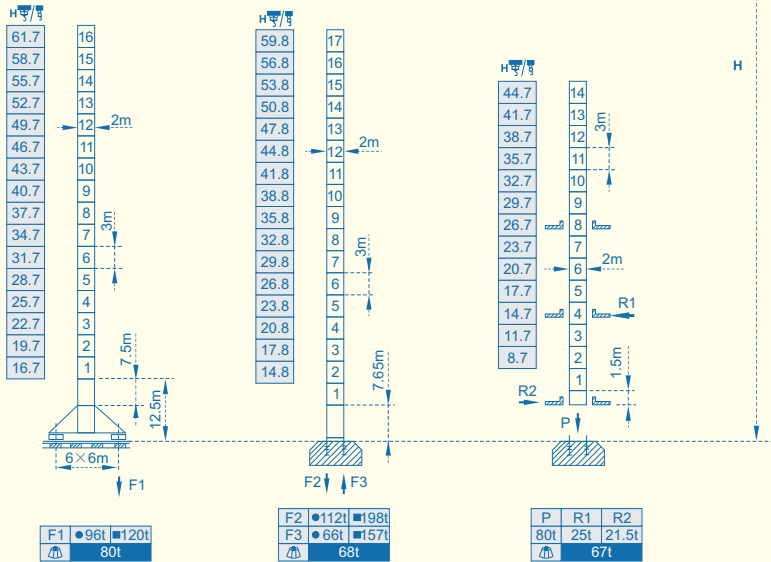 H
61.7 16
58.7 15
55.7 14
52.7 13
49.7 12 2m
46.7 11
43.7 10
40.7 9
37.7 8
34.7 7
31.7 6 3m
28.7 5
25.7 4
22.7 3
19.7 2
16.7 1
7.5m
12.5m
6×6m
F1
F1 96t 120t
80t
H
59.8 17
56.8 16
53.8 15
50.8 14
47.8 13
44.8 12 2m
41.8 11
38.8 10
35.8 9
32.8 8
29.8 7
26.8 6 3m
23.8 5
20.8 4
17.8 3
14.8 2
1
7.65m
F2 F3
F2 112t 198t
F3 66t 157t
68t
H
44.7 14
41.7 13
38.7 12
35.7 11 3m
32.7 10
29.7 9
26.7 8
23.7 7
20.7 6 2m
17.7 5
14.7 4 R1
11.7 3
8.7 2
1 1.5m
R2
P
P R1 R2
80t 25t 21.5t
67t
H